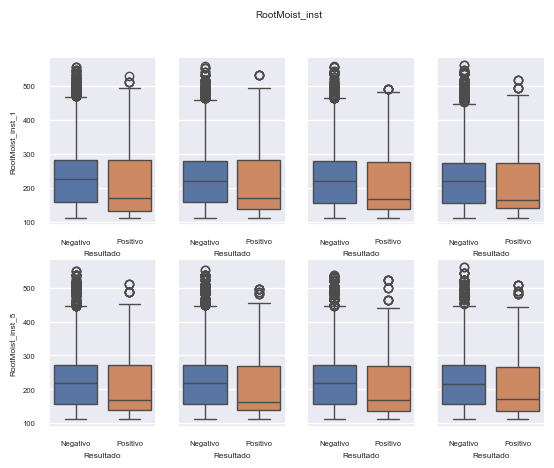 RootMoist_inst
RootMoist_inst_1
500
400
300
200
100
Negativo Positivo Negativo Positivo Negativo Positivo Negativo Positivo
Resultado Resultado Resultado Resultado
RootMoist_inst_5
500
400
300
200
100
Negativo Positivo Negativo Positivo Negativo Positivo Negativo Positivo
Resultado Resultado Resultado Resultado